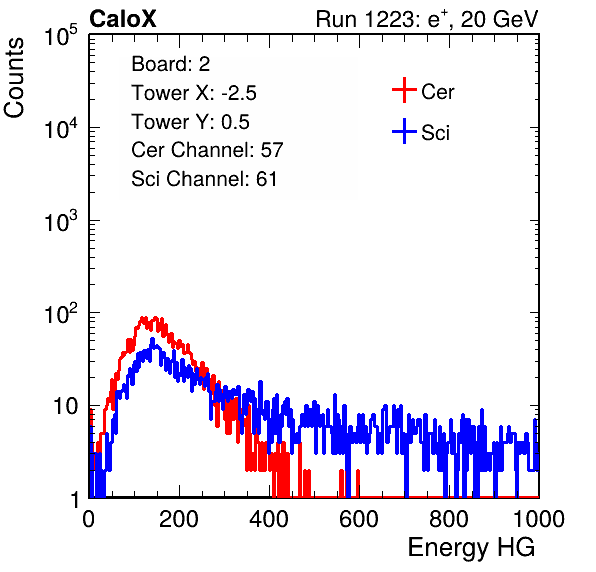 CaloX Run 1223: e⁺, 20 GeV
Counts
10⁵
Board: 2
Tower X: -2.5
Tower Y: 0.5
Cer Channel: 57
Sci Channel: 61
Cer
Sci
10⁴
10³
10²
10
1
0 200 400 600 800 1000
Energy HG